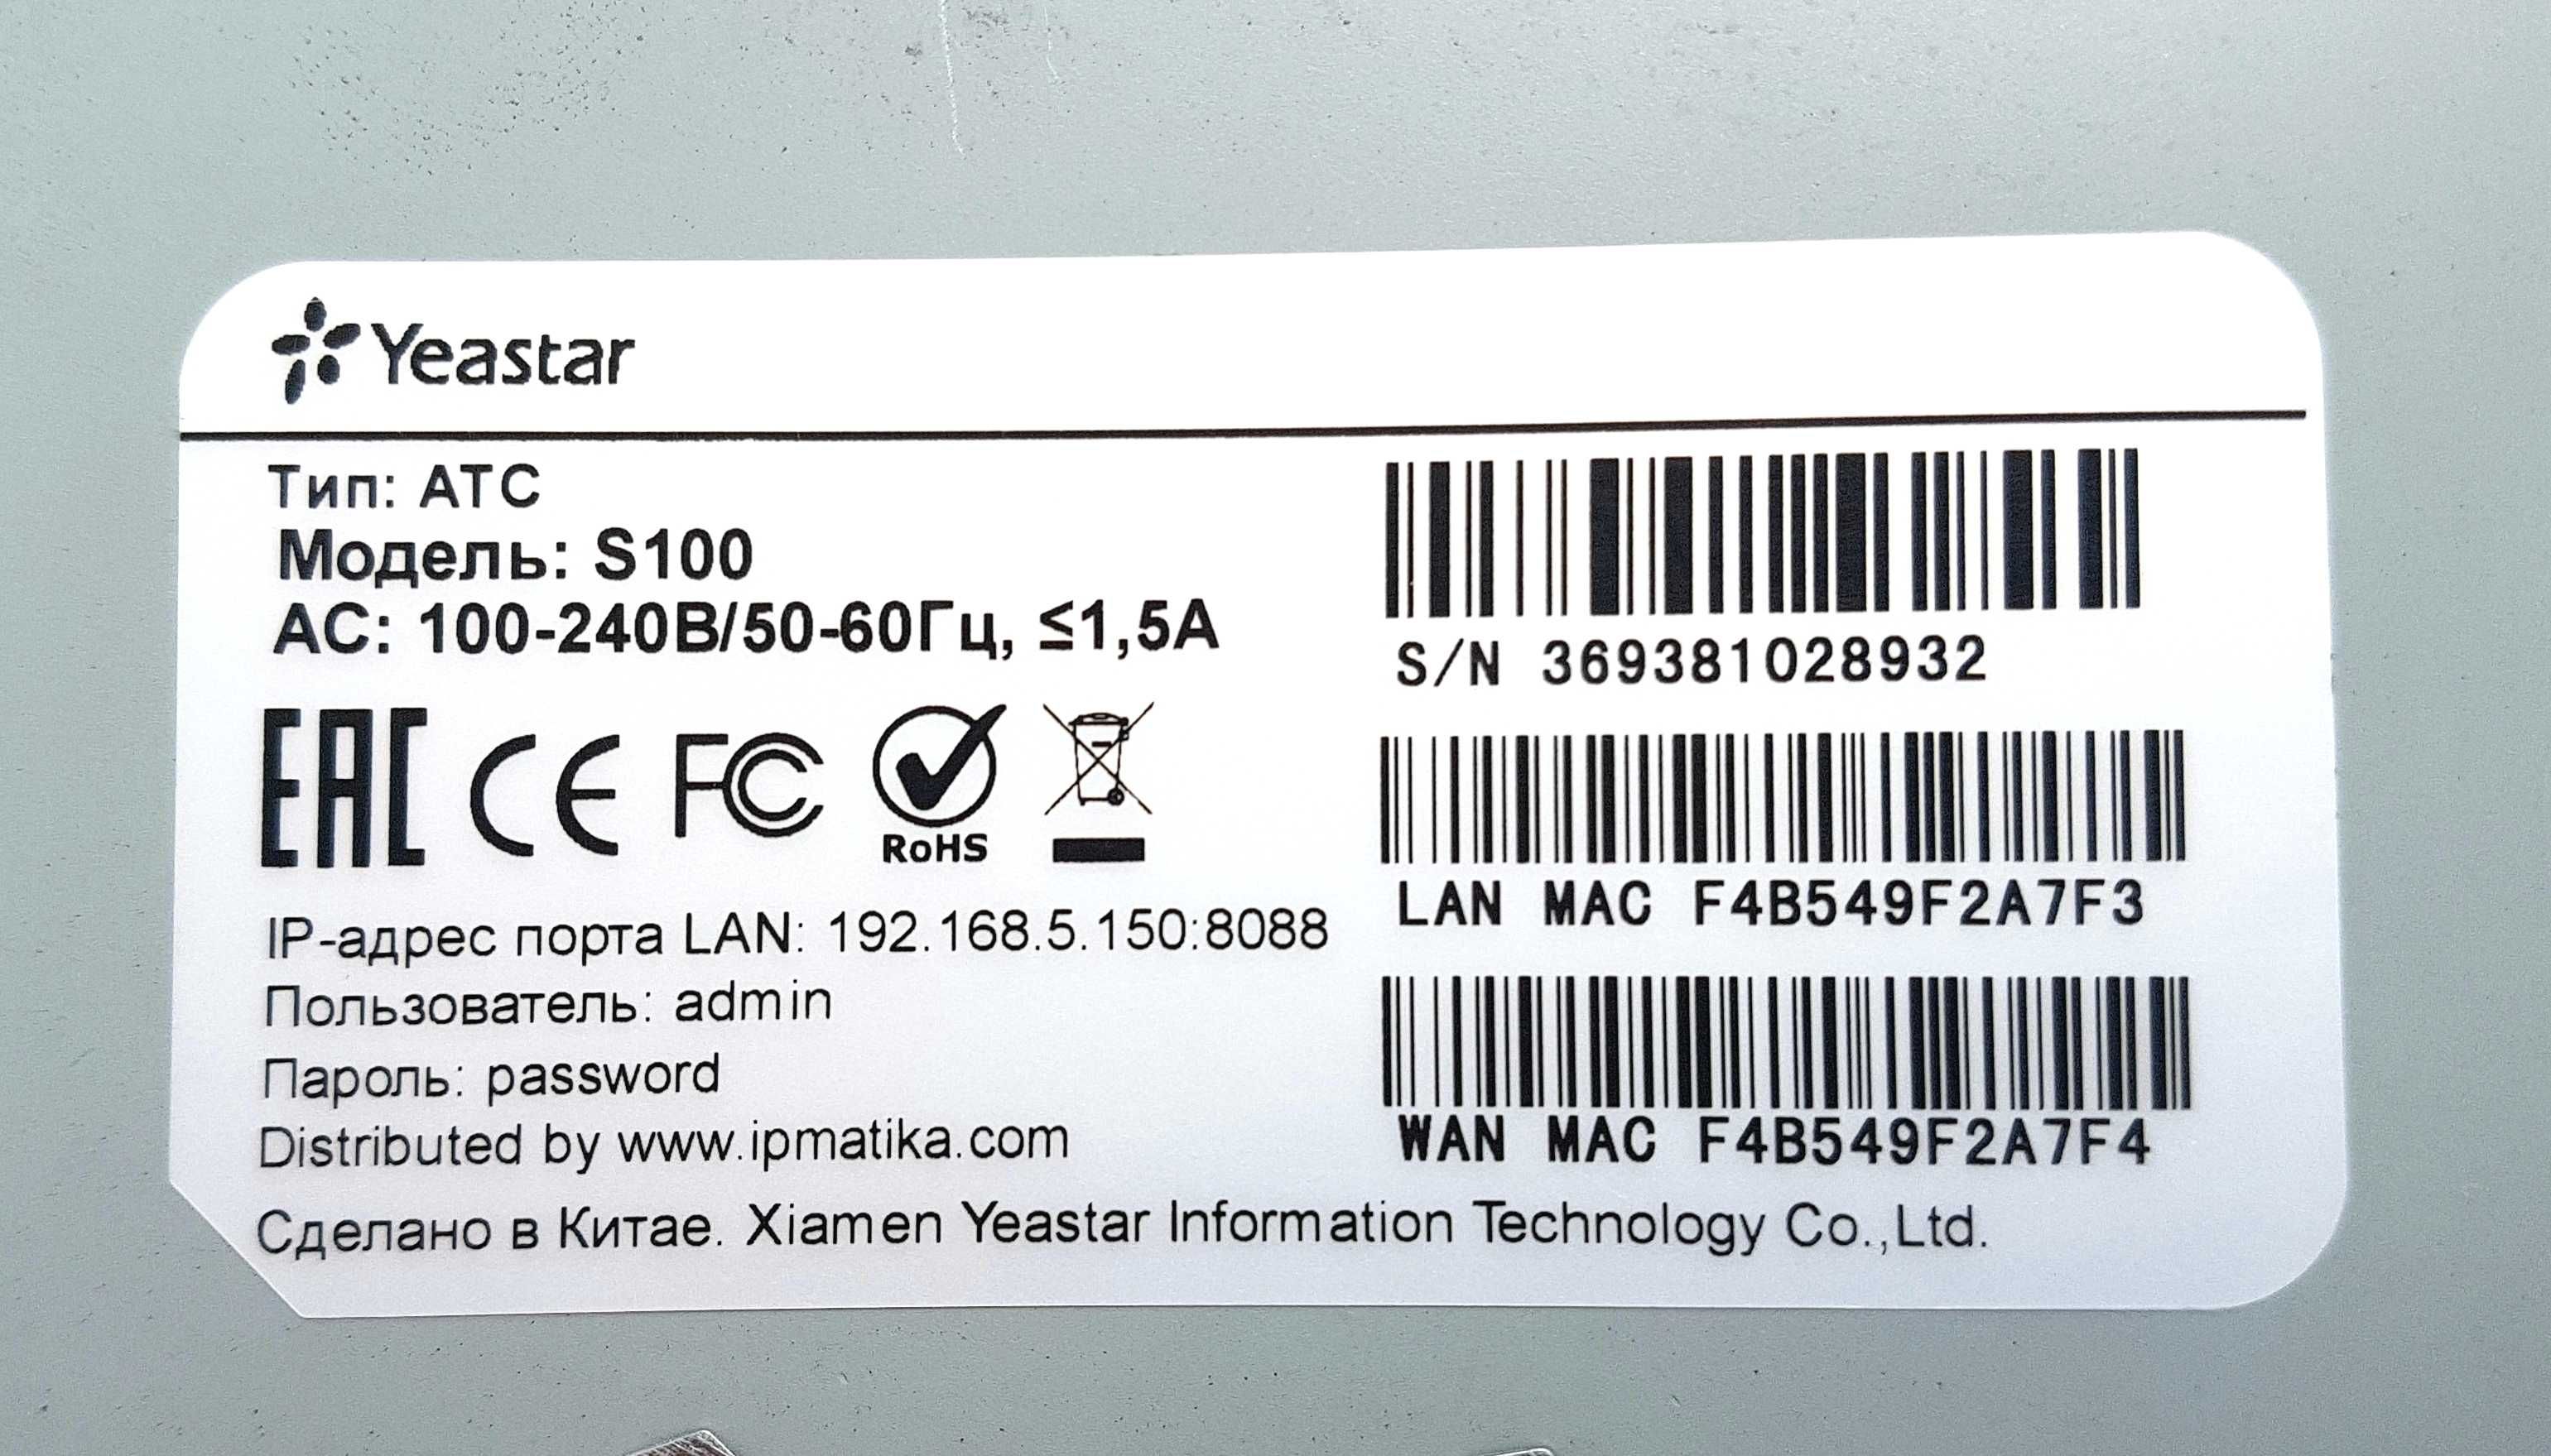 Yeastar
Тип: АТС
Модель: S100
AC: 100-240В/50-60Гц, ≤1,5А
EAC CE FC RoHS
IP-адрес порта LAN: 192.168.5.150:8088
Пользователь: admin
Пароль: password
Distributed by www.ipmatika.com
Сделано в Китае. Xiamen Yeastar Information Technology Co.,Ltd.
S/N 369381028932
LAN MAC F4B549F2A7F3
WAN MAC F4B549F2A7F4